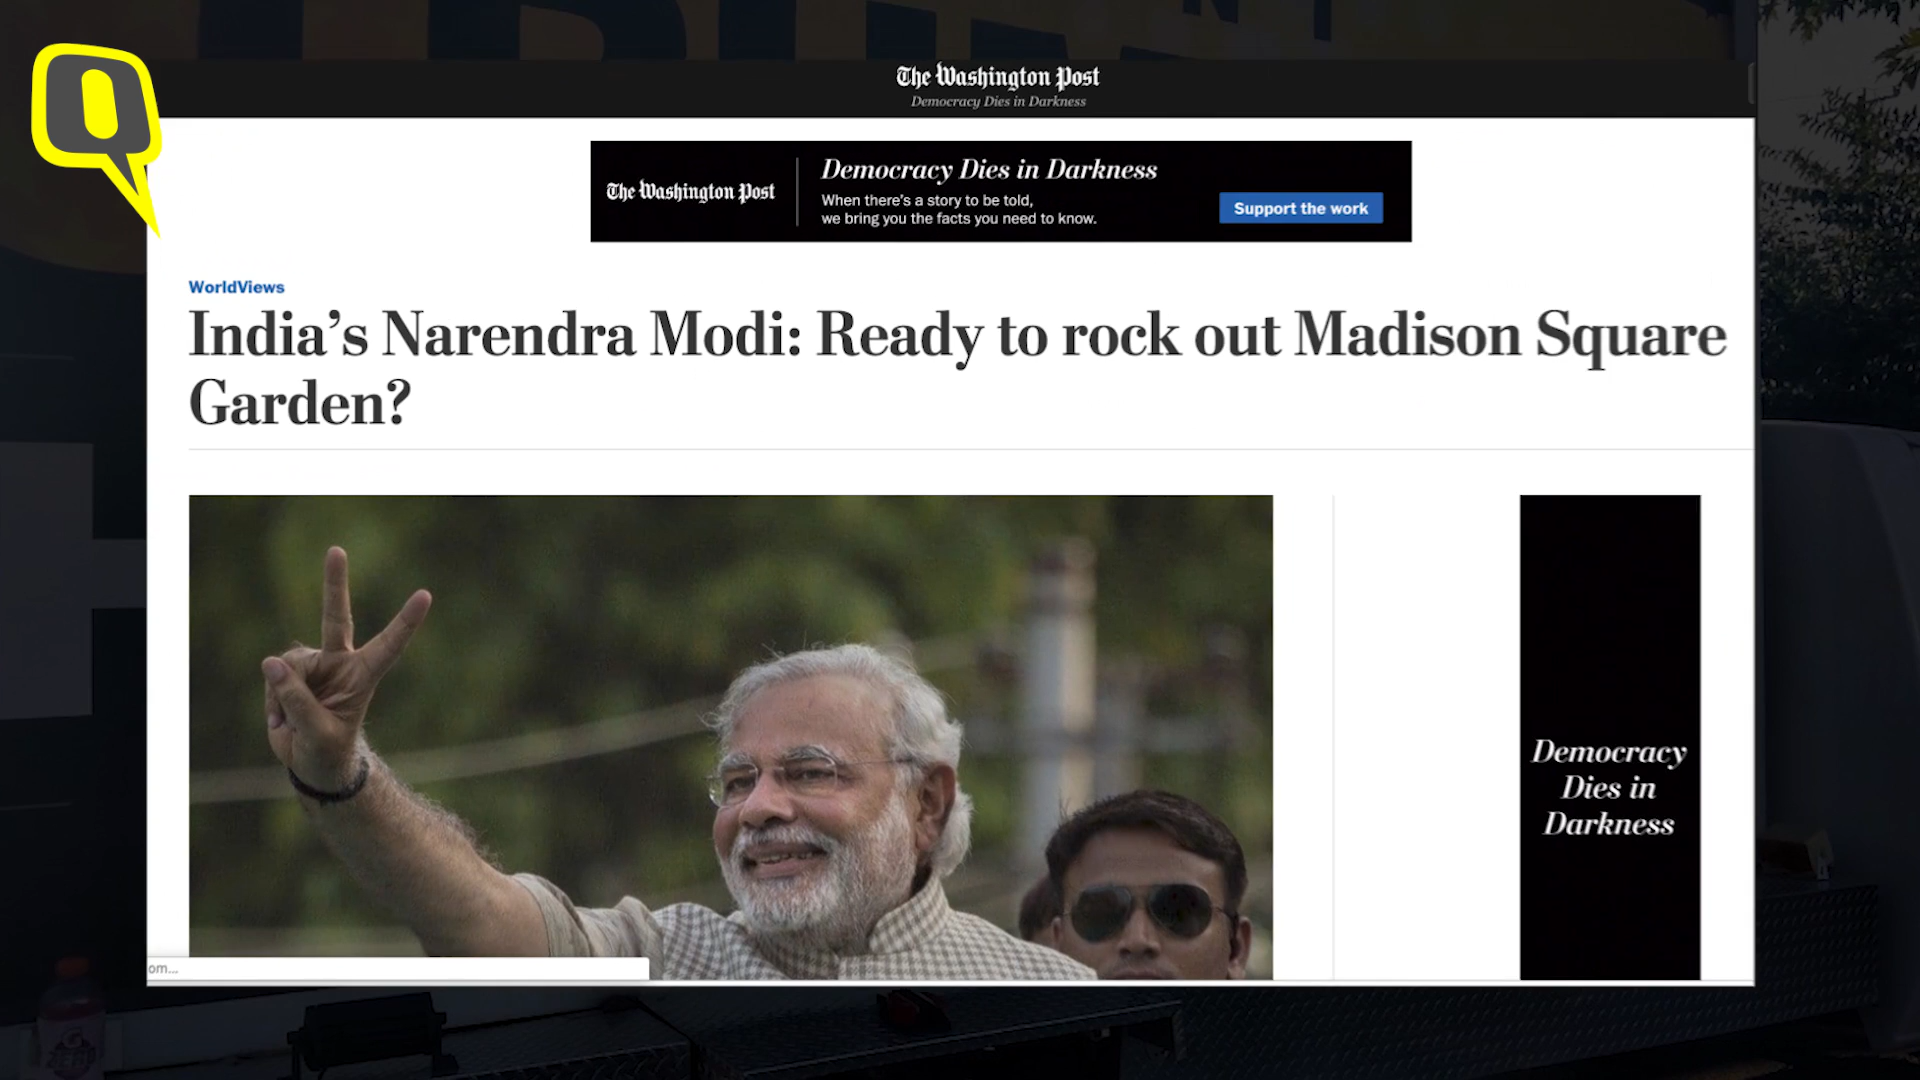 The Washington Post
Democracy Dies in Darkness
The Washington Post
Democracy Dies in Darkness
When there's a story to be told,
we bring you the facts you need to know.
Support the work
WorldViews
India's Narendra Modi: Ready to rock out Madison Square
Garden?
Democracy
Dies in
Darkness
om...